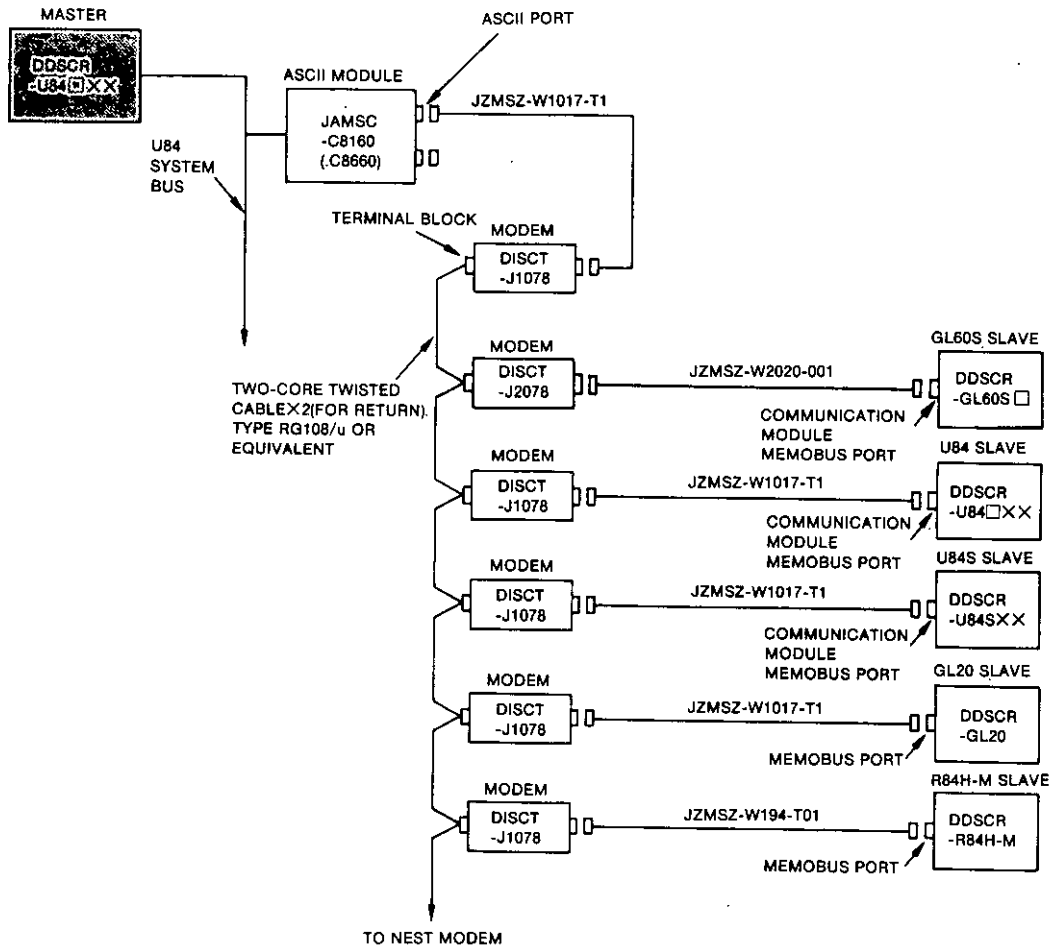 MASTER
DDSCR
-U84⊡××
U84
SYSTEM
BUS
ASCII MODULE
JAMSC
-C8160
(.C8660)
ASCII PORT
JZMSZ-W1017-T1
TERMINAL BLOCK
MODEM
DISCT
-J1078
TWO-CORE TWISTED
CABLE×2(FOR RETURN).
TYPE RG108/u OR
EQUIVALENT
MODEM
DISCT
-J2078
JZMSZ-W2020-001
COMMUNICATION
MODULE
MEMOBUS PORT
GL60S SLAVE
DDSCR
-GL60S □
MODEM
DISCT
-J1078
JZMSZ-W1017-T1
COMMUNICATION
MODULE
MEMOBUS PORT
U84 SLAVE
DDSCR
-U84□××
MODEM
DISCT
-J1078
JZMSZ-W1017-T1
COMMUNICATION
MODULE
MEMOBUS PORT
U84S SLAVE
DDSCR
-U84S××
MODEM
DISCT
-J1078
JZMSZ-W1017-T1
MEMOBUS PORT
GL20 SLAVE
DDSCR
-GL20
MODEM
DISCT
-J1078
JZMSZ-W194-T01
MEMOBUS PORT
R84H-M SLAVE
DDSCR
-R84H-M
TO NEST MODEM